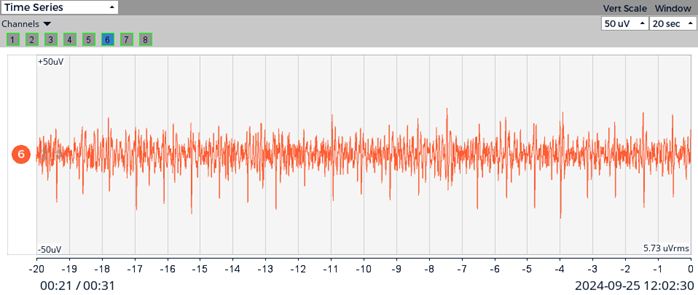 Time Series
Vert Scale Window
Channels
50 uV 20 sec
1 2 3 4 5 6 7 8
+50uV
6
-50uV
5.73 uVrms
-20 -19 -18 -17 -16 -15 -14 -13 -12 -11 -10 -9 -8 -7 -6 -5 -4 -3 -2 -1 0
00:21 / 00:31
2024-09-25 12:02:30